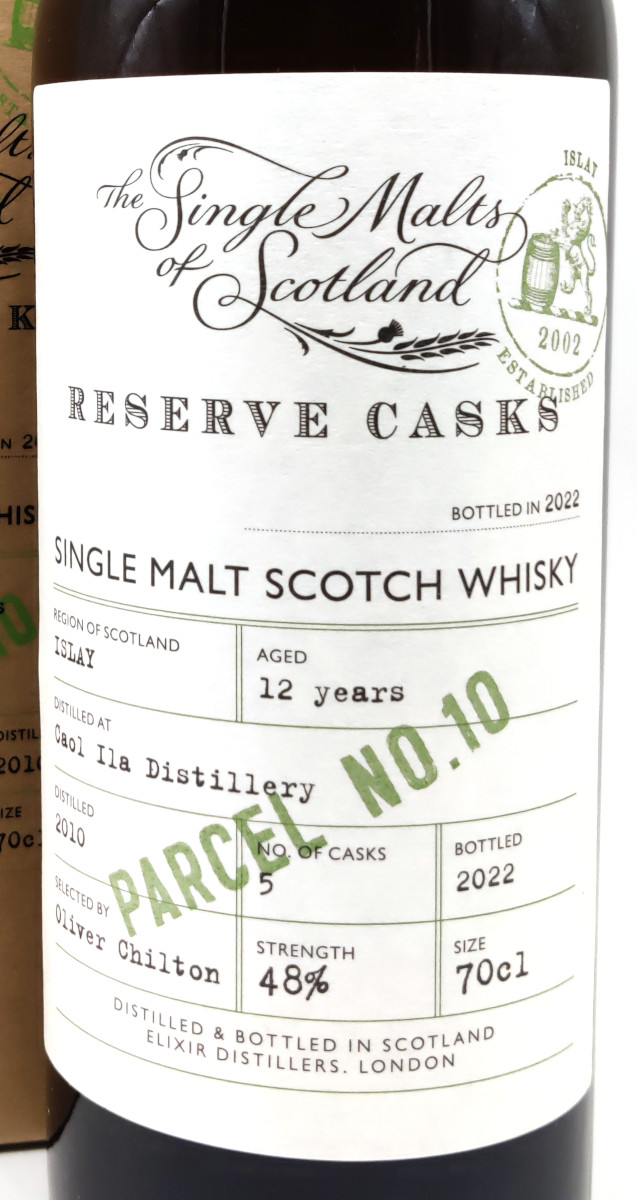 The Single Malts
of Scotland
ISLAY
2002
ESTABLISHED
RESERVE CASKS
BOTTLED IN 2022
SINGLE MALT SCOTCH WHISKY
REGION OF SCOTLAND
ISLAY
AGED
12 years
DISTILLED AT
Caol Ila Distillery
PARCEL NO.10
DISTILLED
2010
NO. OF CASKS
5
BOTTLED
2022
SELECTED BY
Oliver Chilton
STRENGTH
48%
SIZE
70cl
DISTILLED & BOTTLED IN SCOTLAND
ELIXIR DISTILLERS. LONDON
SIZE